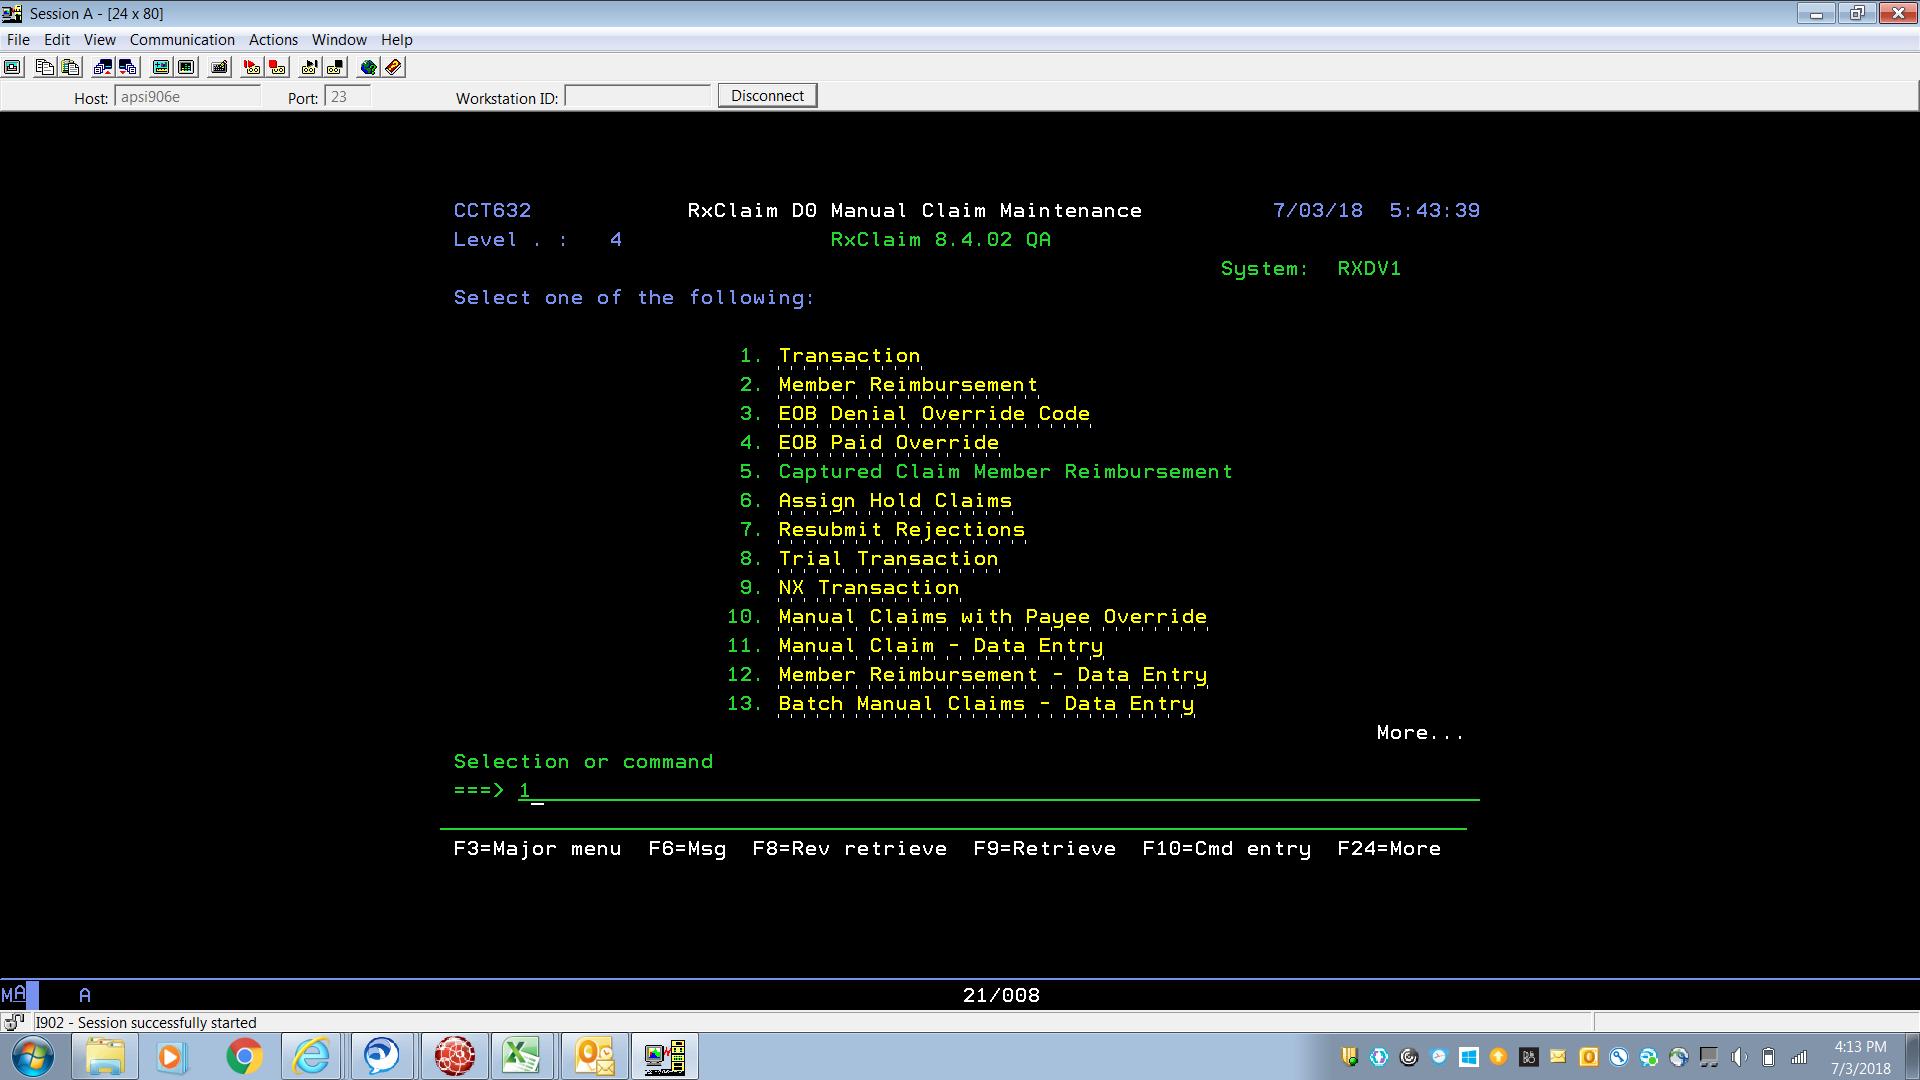 Session A - [24 x 80]
File Edit View Communication Actions Window Help
Host: apsi906e Port: 23 Workstation ID: Disconnect
CCT632 RxClaim D0 Manual Claim Maintenance 7/03/18 5:43:39
Level . : 4 RxClaim 8.4.02 QA
System: RXDV1
Select one of the following:
1. Transaction
2. Member Reimbursement
3. EOB Denial Override Code
4. EOB Paid Override
5. Captured Claim Member Reimbursement
6. Assign Hold Claims
7. Resubmit Rejections
8. Trial Transaction
9. NX Transaction
10. Manual Claims with Payee Override
11. Manual Claim - Data Entry
12. Member Reimbursement - Data Entry
13. Batch Manual Claims - Data Entry
More...
Selection or command
===> 1
F3=Major menu F6=Msg F8=Rev retrieve F9=Retrieve F10=Cmd entry F24=More
MA A 21/008
I902 - Session successfully started
4:13 PM
7/3/2018